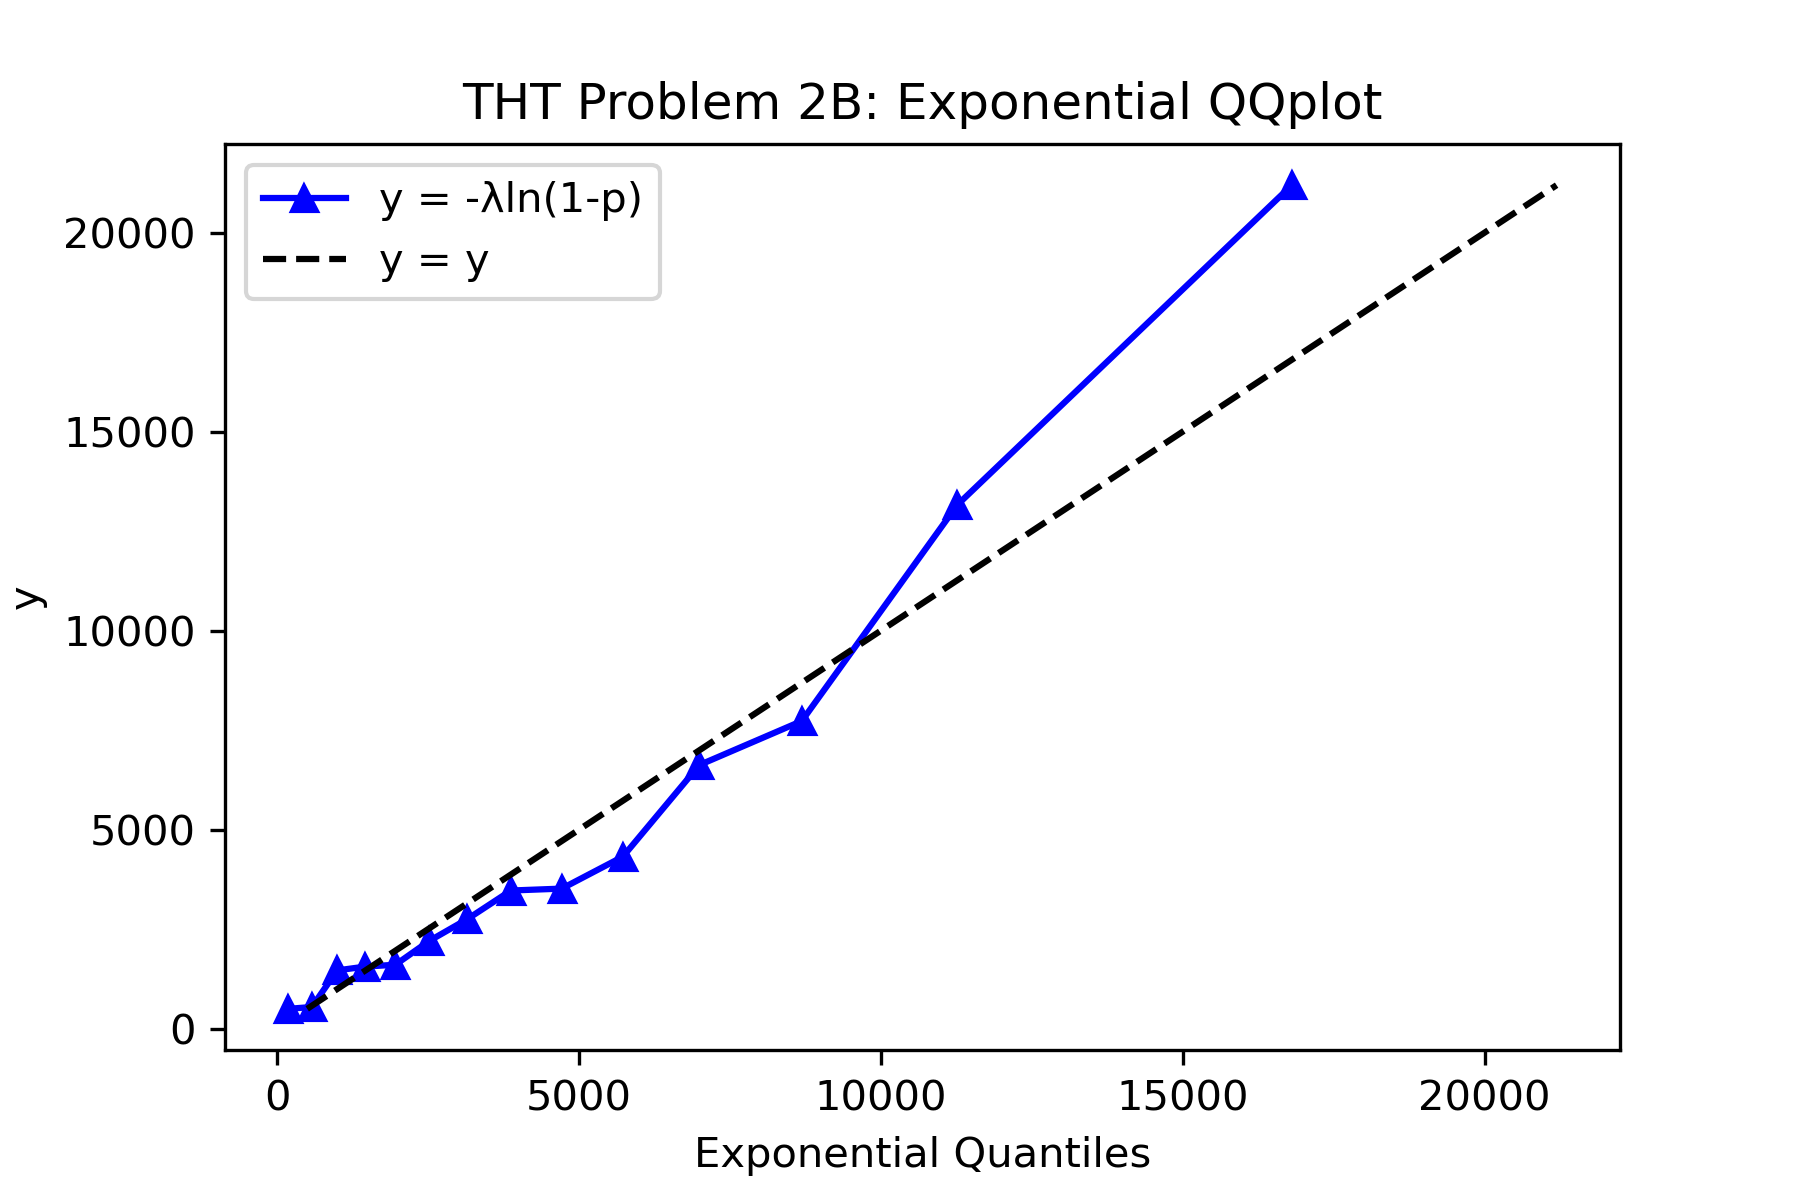 THT Problem 2B: Exponential QQplot
y = -λln(1-p)
y = y
20000
15000
10000
5000
0
y
0 5000 10000 15000 20000
Exponential Quantiles